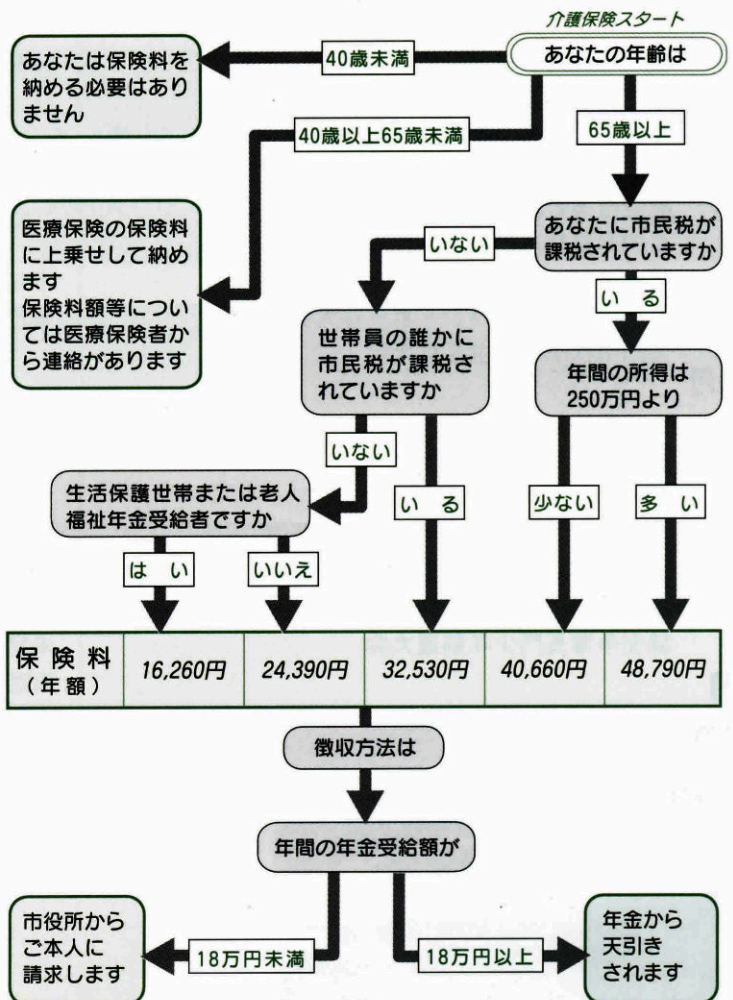 介護保険スタート
あなたの年齢は
40歳未満
あなたは保険料を
納める必要はあり
ません
40歳以上65歳未満
65歳以上
医療保険の保険料
に上乗せして納め
ます
保険料額等につい
ては医療保険者か
ら連絡があります
あなたに市民税が
課税されていますか
いない
いる
世帯員の誰かに
市民税が課税さ
れていますか
年間の所得は
250万円より
いない
いる
少ない
多い
生活保護世帯または老人
福祉年金受給者ですか
はい
いいえ
保険料
(年額)
16,260円
24,390円
32,530円
40,660円
48,790円
徴収方法は
年間の年金受給額が
18万円未満
18万円以上
市役所から
ご本人に
請求します
年金から
天引き
されます